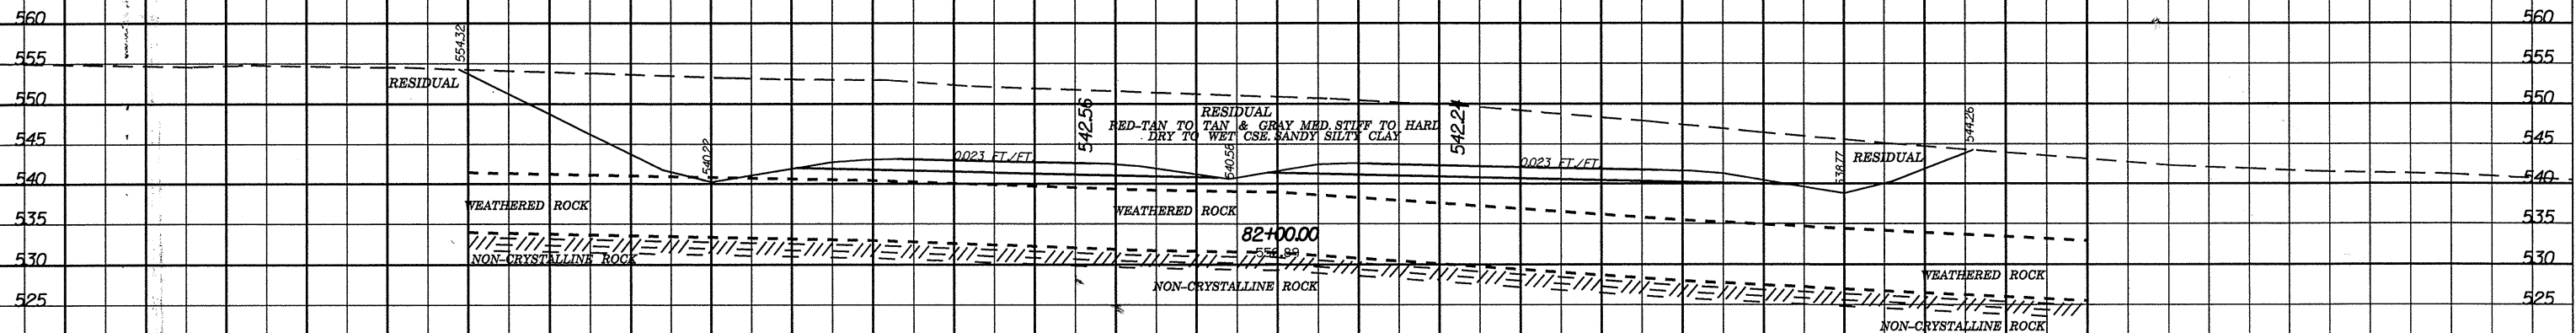 560 560
554.32
555 555
RESIDUAL
550 550
542.56
RESIDUAL
542.24
544.26
RED-TAN TO TAN & GRAY MED. STIFF TO HARD
DRY TO WET CSE. SANDY SILTY CLAY
545 545
540.22
0.023 FT./FT.
540.58
0.023 FT./FT.
538.77
RESIDUAL
540 540
WEATHERED ROCK
WEATHERED ROCK
535 535
82+00.00
NON-CRYSTALLINE ROCK
530 530
WEATHERED ROCK
NON-CRYSTALLINE ROCK
525 525
NON-CRYSTALLINE ROCK